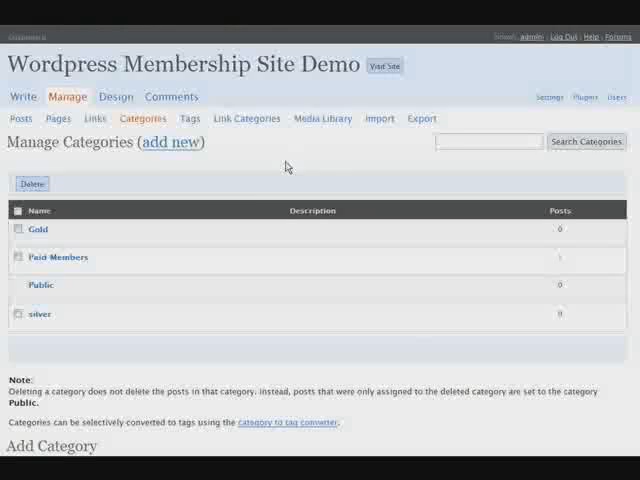 Dashboard
admin | Log Out | Help | Forums
Wordpress Membership Site Demo Visit Site
Write Manage Design Comments Settings Plugins Users
Posts Pages Links Categories Tags Link Categories Media Library Import Export
Manage Categories (add new) Search Categories
Delete
Name Description Posts
Gold 0
Paid-Members
Public 0
silver 0
Note:
Deleting a category does not delete the posts in that category. Instead, posts that were only assigned to the deleted category are set to the category
Public.
Categories can be selectively converted to tags using the category to tag converter.
Add Category